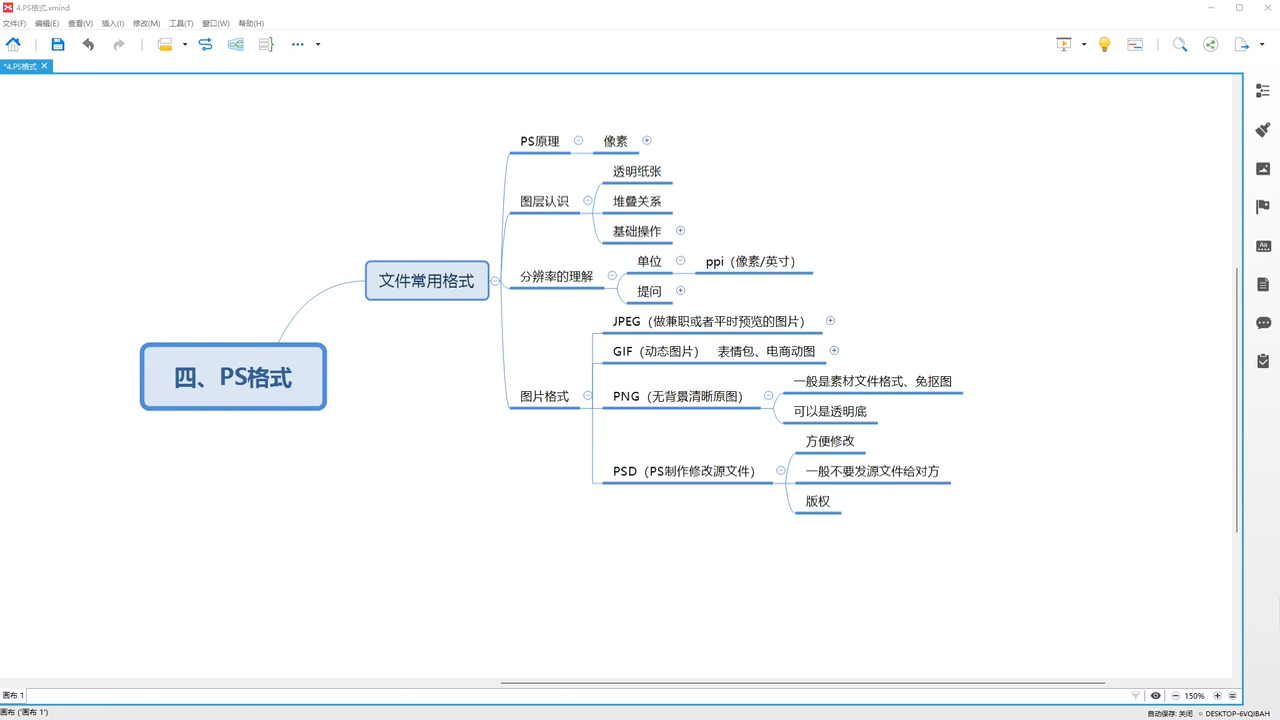 4.PS格式.xmind
文件(F) 编辑(E) 查看(V) 插入(I) 修改(M) 工具(T) 窗口(W) 帮助(H)
*4.PS格式
PS原理
像素
透明纸张
图层认识
堆叠关系
基础操作
单位
ppi（像素/英寸）
文件常用格式
分辨率的理解
提问
JPEG（做兼职或者平时预览的图片）
GIF（动态图片） 表情包、电商动图
四、PS格式
图片格式
PNG（无背景清晰原图）
一般是素材文件格式、免抠图
可以是透明底
方便修改
PSD（PS制作修改源文件）
一般不要发源文件给对方
版权
画布 1
150%
画布 ('画布 1')
自动保存: 关闭
DESKTOP-6VQIBAH